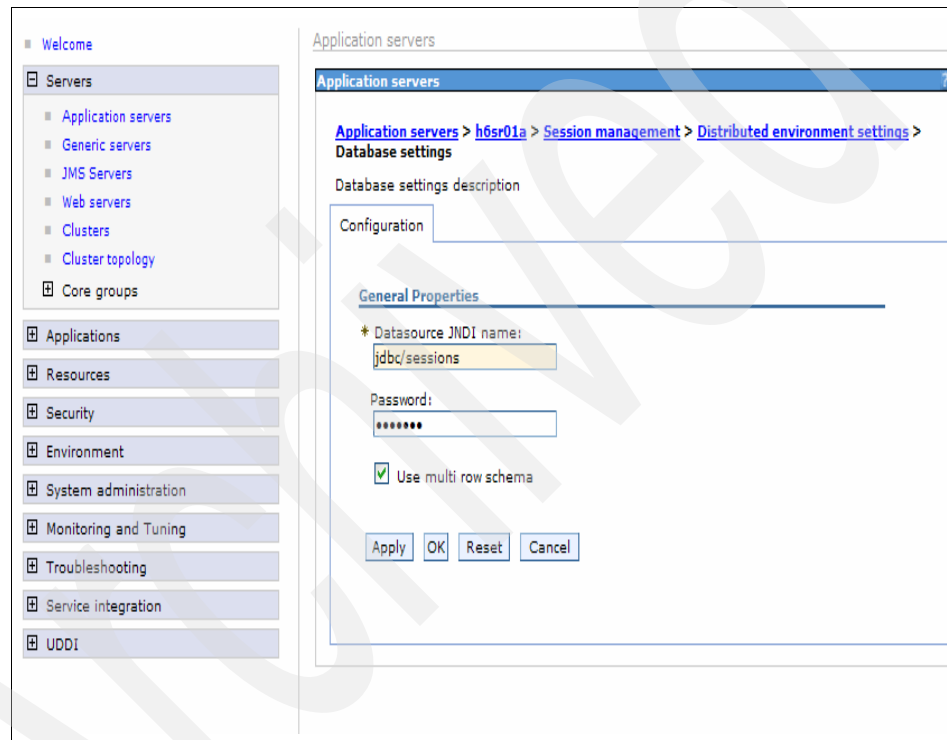 Welcome
Servers
Application servers
Generic servers
JMS Servers
Web servers
Clusters
Cluster topology
Core groups
Applications
Resources
Security
Environment
System administration
Monitoring and Tuning
Troubleshooting
Service integration
UDDI
Application servers
Application servers ?
Application servers > h6sr01a > Session management > Distributed environment settings >
Database settings
Database settings description
Configuration
General Properties
* Datasource JNDI name:
jdbc/sessions
Password:
•••••••
Use multi row schema
Apply OK Reset Cancel
Archived